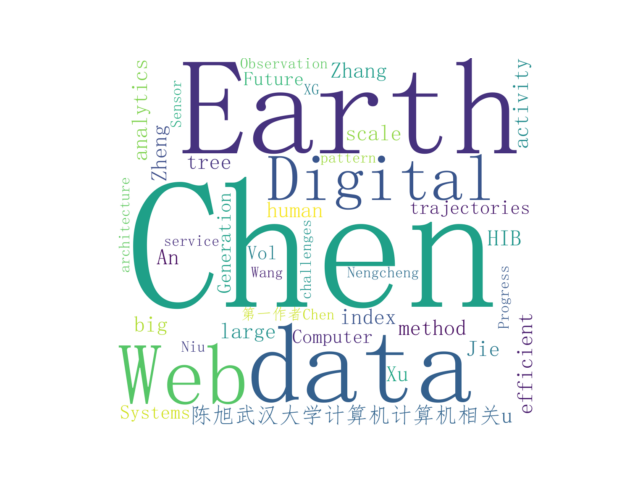 Observation
Future
XG
Zhang
analytics
Sensor
Earth
activity
Zheng
tree
scale
pattern
Digital
human
trajectories
architecture
Generation
Chen
service
An
Vol
Wang
challenges
Nengcheng
HIB
Progress
第一作者Chen
big
large
Computer
index
method
Web
data
Niu
Xu
Jie
efficient
Systems
陈旭武汉大学计算机计算机相关u